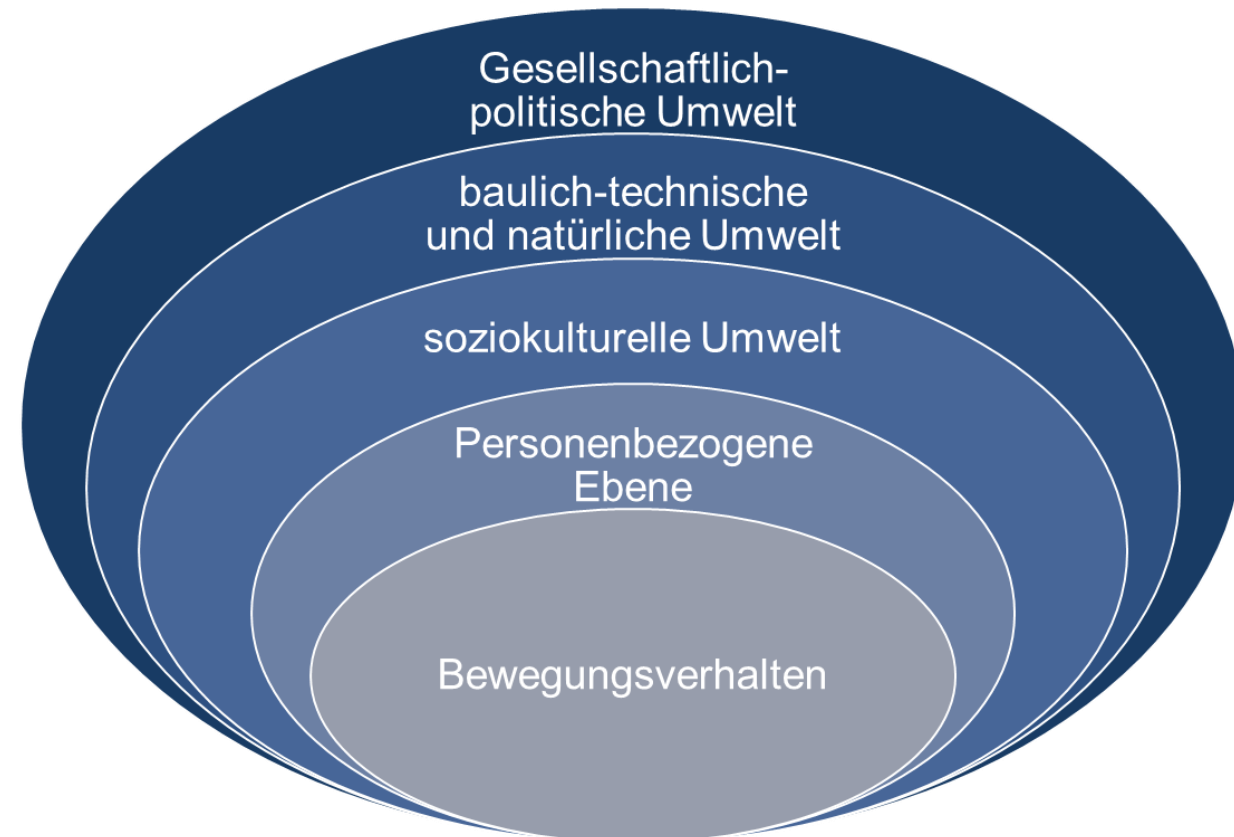 Gesellschaftlich-
politische Umwelt
baulich-technische
und natürliche Umwelt
soziokulturelle Umwelt
Personenbezogene
Ebene
Bewegungsverhalten